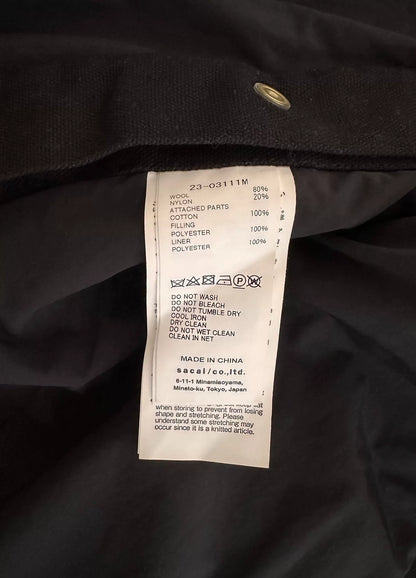 23-03111M
WOOL 80%
NYLON 20%
ATTACHED PARTS
COTTON 100%
FILLING
POLYESTER 100%
LINER
POLYESTER 100%
DO NOT WASH
DO NOT BLEACH
DO NOT TUMBLE DRY
COOL IRON
DRY CLEAN
DO NOT WET CLEAN
CLEAN IN NET
MADE IN CHINA
sacai/co.,ltd.
6-11-1 Minamiaoyama,
Minato-ku, Tokyo, Japan
when storing to prevent from losing
shape and stretching. Please
understand some stretching may
occur since it is a knitted article.